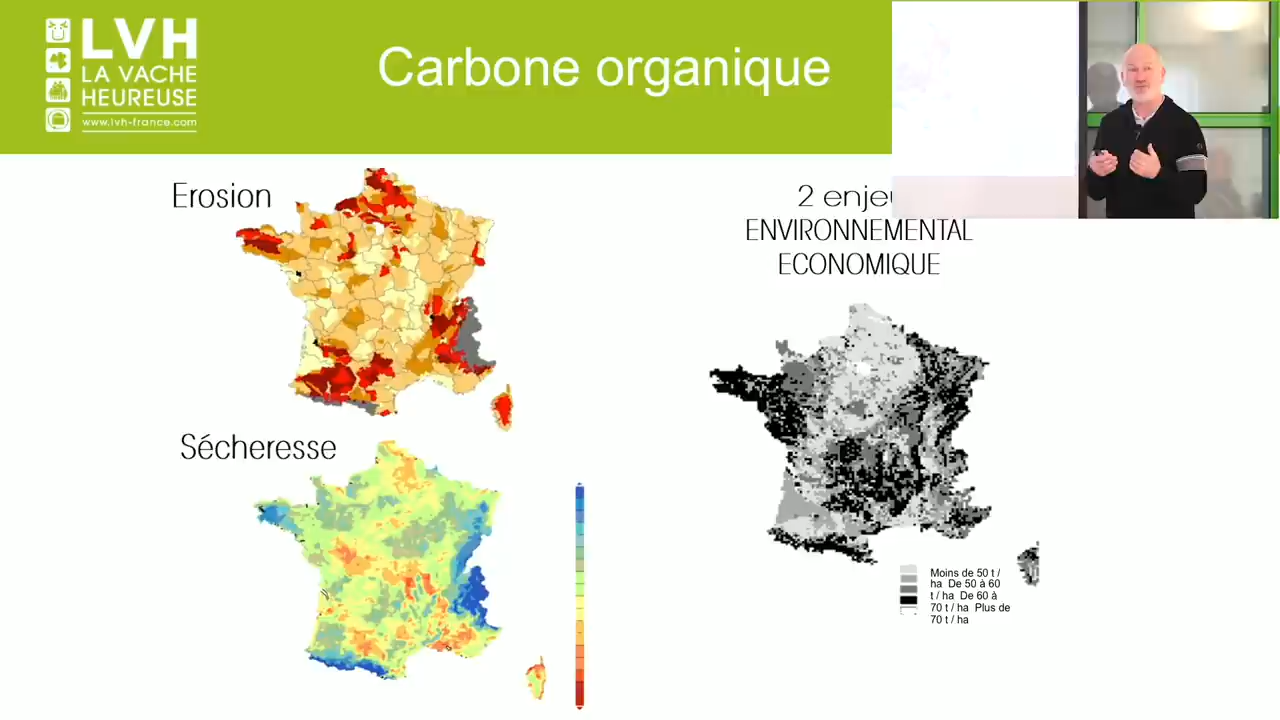 LVH
LA VACHE
HEUREUSE
www.lvh-france.com
Carbone organique
Erosion
2 enjeu
ENVIRONNEMENTAL
ECONOMIQUE
Sécheresse
Moins de 50 t /
ha De 50 à 60
t / ha De 60 à
70 t / ha Plus de
70 t / ha